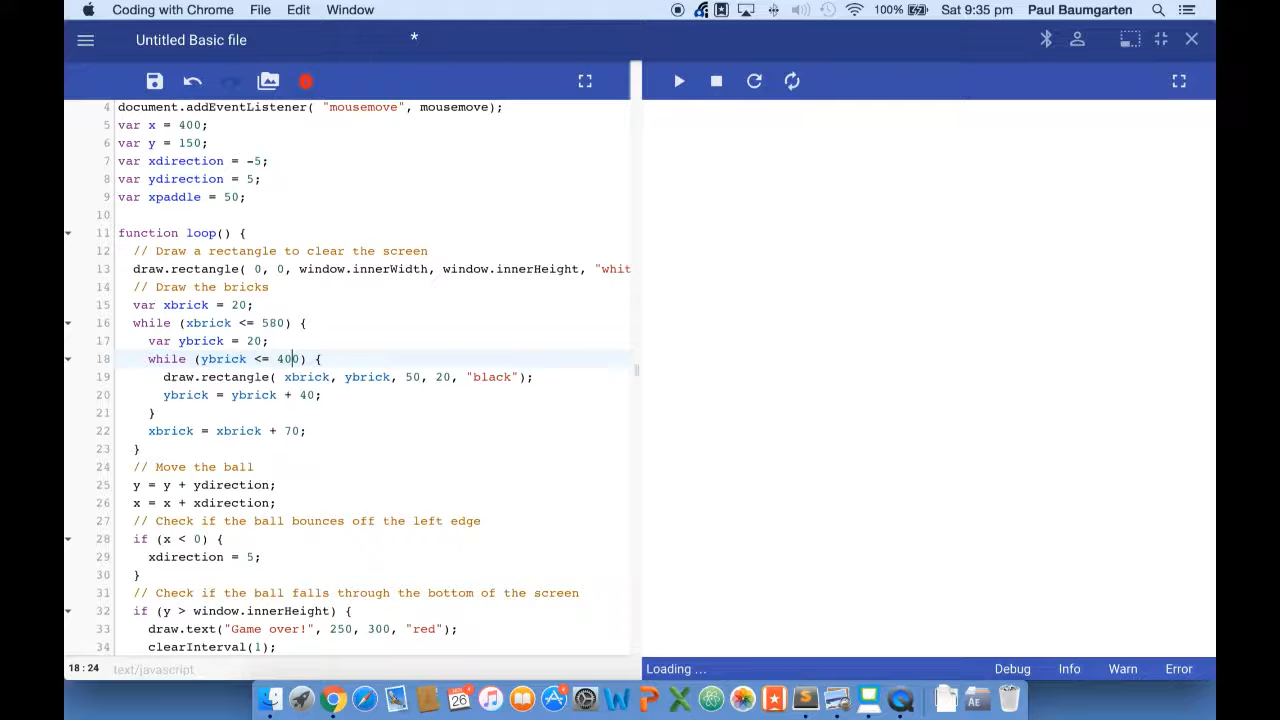 Coding with Chrome File Edit Window 100% Sat 9:35 pm Paul Baumgarten
Untitled Basic file *
4 document.addEventListener( "mousemove", mousemove);
5 var x = 400;
6 var y = 150;
7 var xdirection = -5;
8 var ydirection = 5;
9 var xpaddle = 50;
10
11 function loop() {
12 // Draw a rectangle to clear the screen
13 draw.rectangle( 0, 0, window.innerWidth, window.innerHeight, "whit
14 // Draw the bricks
15 var xbrick = 20;
16 while (xbrick <= 580) {
17 var ybrick = 20;
18 while (ybrick <= 400) {
19 draw.rectangle( xbrick, ybrick, 50, 20, "black");
20 ybrick = ybrick + 40;
21 }
22 xbrick = xbrick + 70;
23 }
24 // Move the ball
25 y = y + ydirection;
26 x = x + xdirection;
27 // Check if the ball bounces off the left edge
28 if (x < 0) {
29 xdirection = 5;
30 }
31 // Check if the ball falls through the bottom of the screen
32 if (y > window.innerHeight) {
33 draw.text("Game over!", 250, 300, "red");
34 clearInterval(1);
18:24 text/javascript Loading ... Debug Info Warn Error
26